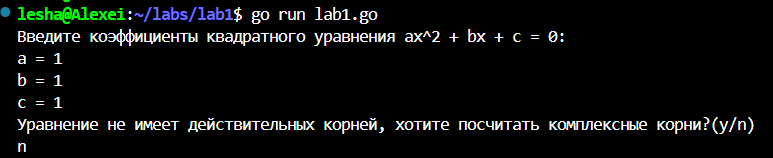 lesha@Alexei:~/labs/lab1$ go run lab1.go
Введите коэффициенты квадратного уравнения ax^2 + bx + c = 0:
a = 1
b = 1
c = 1
Уравнение не имеет действительных корней, хотите посчитать комплексные корни?(y/n)
n